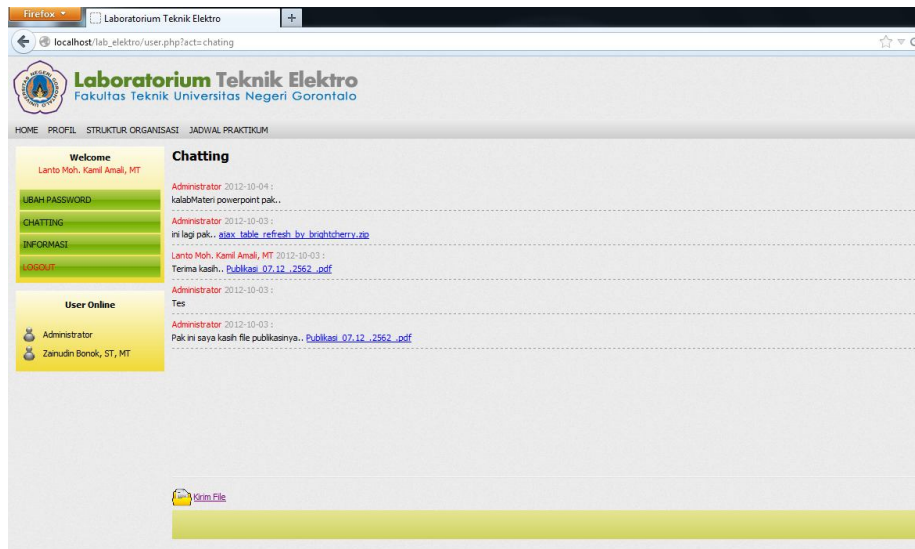 Firefox
Laboratorium Teknik Elektro
+
localhost/lab_elektro/user.php?act=chating
Laboratorium Teknik Elektro
Fakultas Teknik Universitas Negeri Gorontalo
HOME PROFIL STRUKTUR ORGANISASI JADWAL PRAKTIKUM
Welcome
Lanto Moh. Kamil Amali, MT
UBAH PASSWORD
CHATTING
INFORMASI
LOGOUT
User Online
Administrator
Zainudin Bonok, ST, MT
Chatting
Administrator 2012-10-04 :
kalabMateri powerpoint pak..
Administrator 2012-10-03 :
ini lagi pak.. ajax_table_refresh_by_brightcherry.zip
Lanto Moh. Kamil Amali, MT 2012-10-03 :
Terima kasih.. Publikasi_07.12_.2562_.pdf
Administrator 2012-10-03 :
Tes
Administrator 2012-10-03 :
Pak ini saya kasih file publikasinya.. Publikasi_07.12_.2562_.pdf
Kirim File